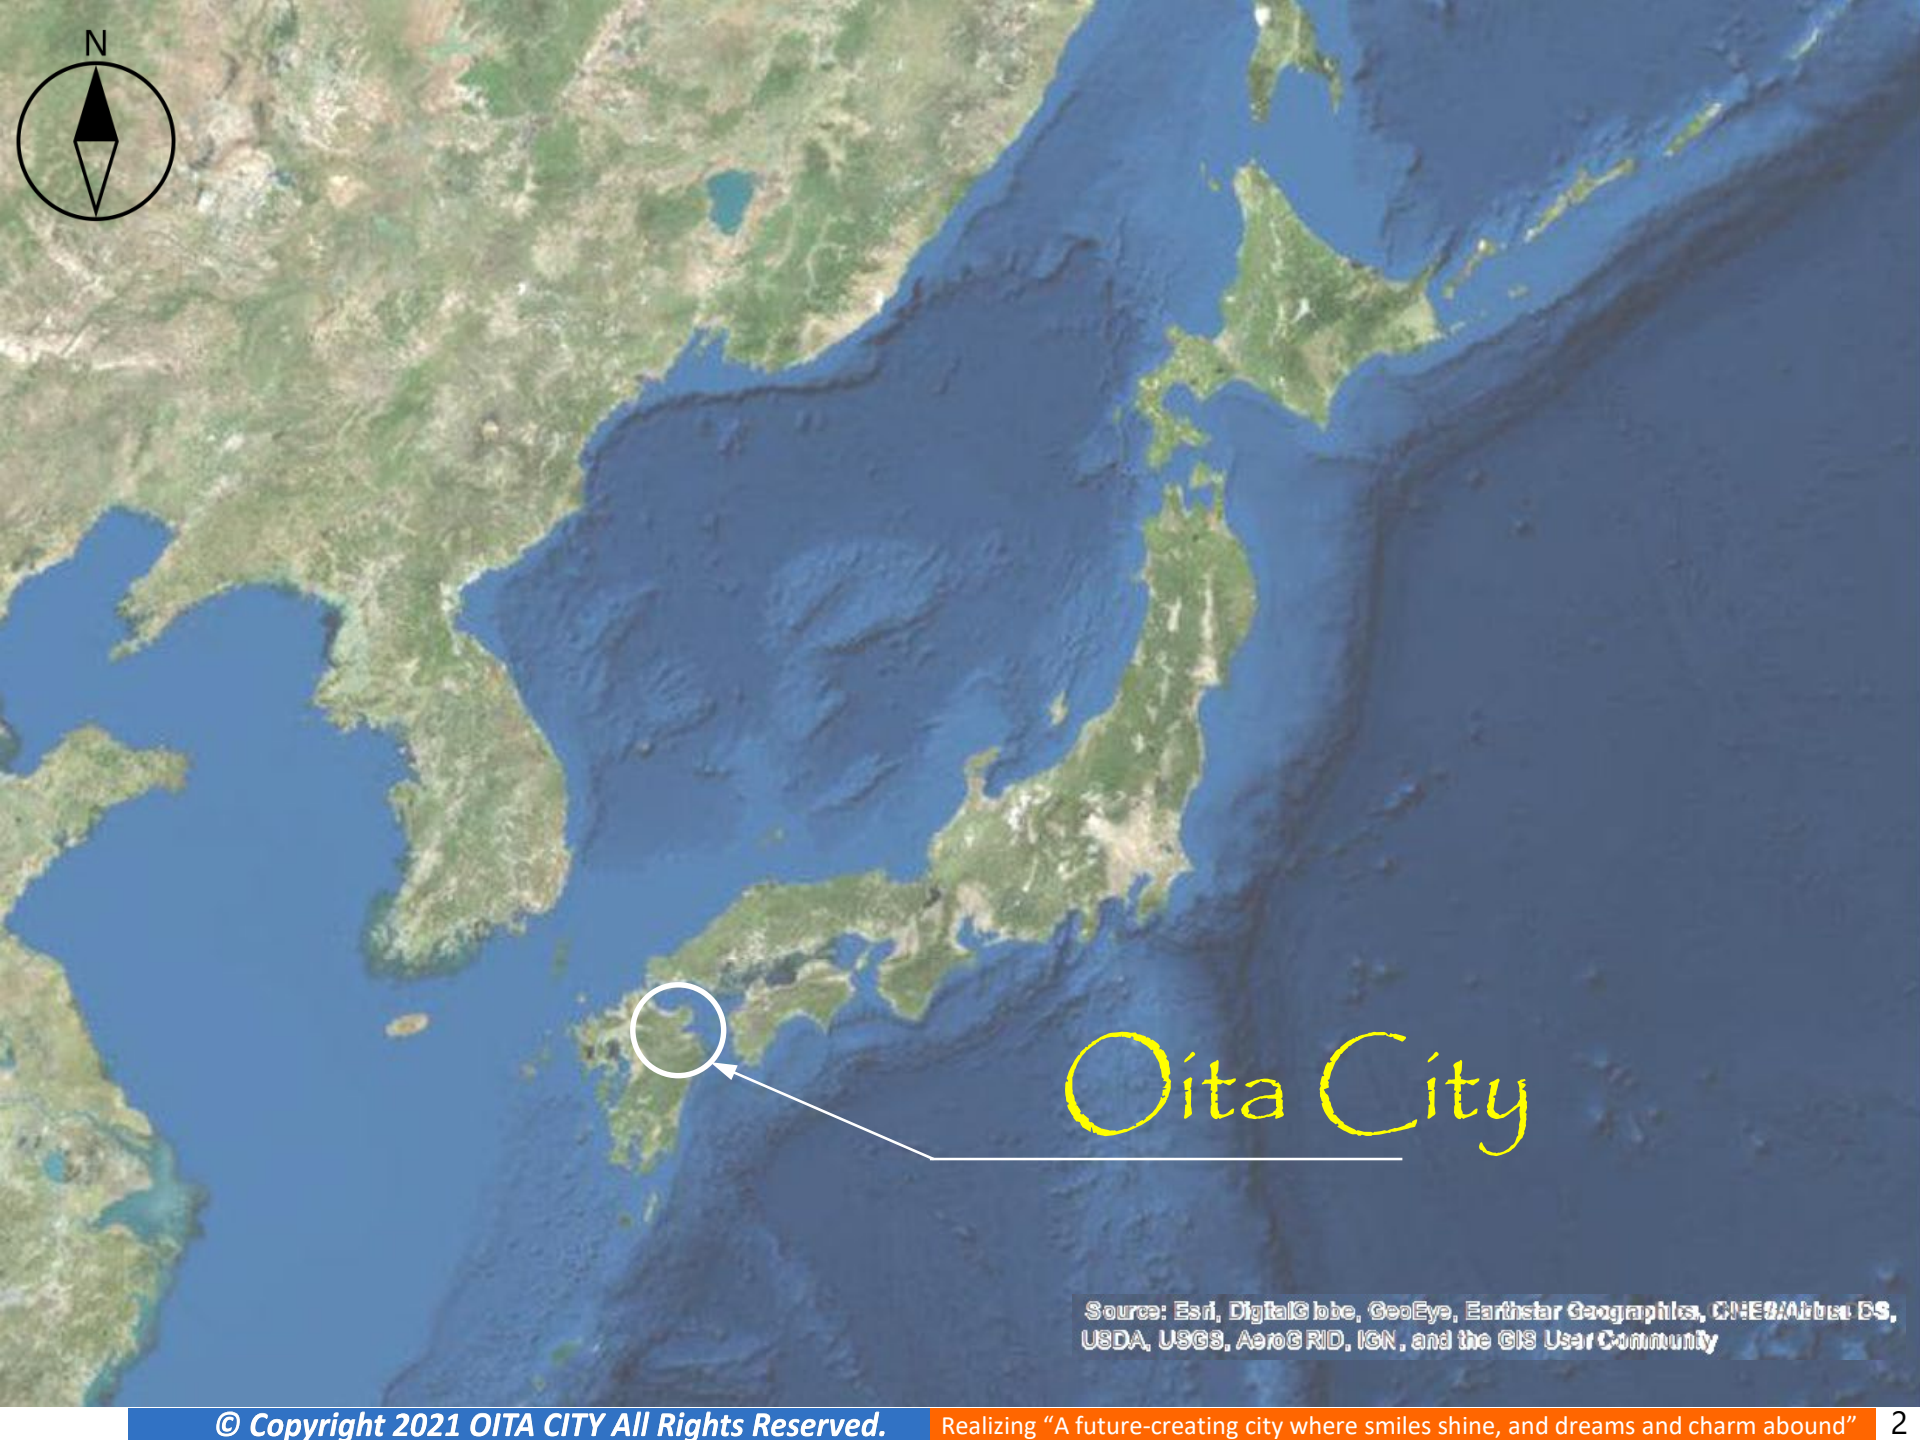 N
Oita City
Source: Esri, DigitalGlobe, GeoEye, Earthstar Geographics, CNES/Airbus DS,
USDA, USGS, AeroGRID, IGN, and the GIS User Community
© Copyright 2021 OITA CITY All Rights Reserved.
Realizing “A future-creating city where smiles shine, and dreams and charm abound”
2